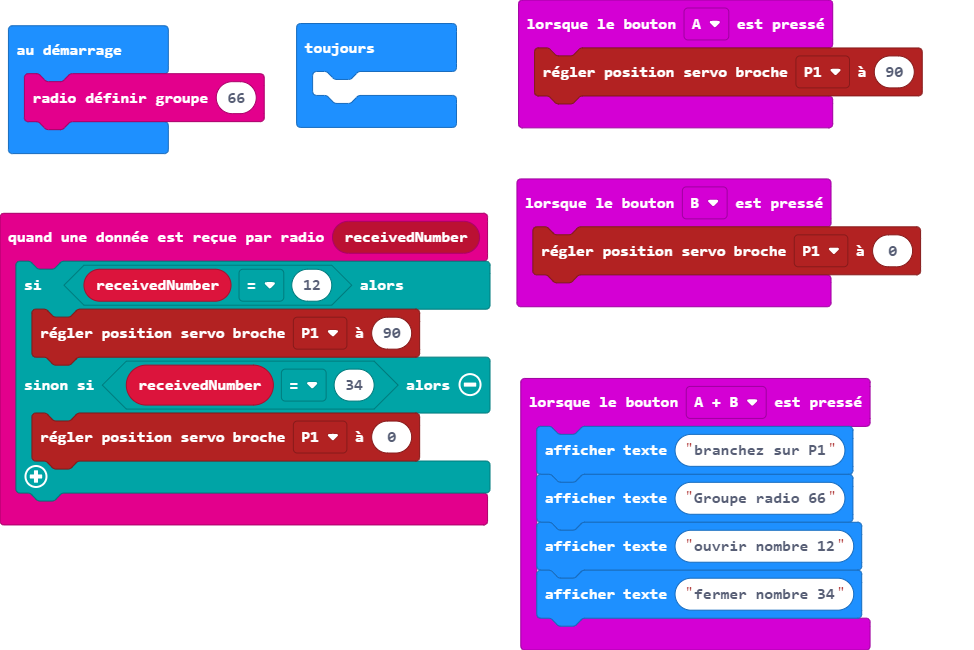 au démarrage
radio définir groupe 66
toujours
lorsque le bouton A est pressé
régler position servo broche P1 à 90
lorsque le bouton B est pressé
régler position servo broche P1 à 0
quand une donnée est reçue par radio receivedNumber
si receivedNumber = 12 alors
régler position servo broche P1 à 90
sinon si receivedNumber = 34 alors
régler position servo broche P1 à 0
lorsque le bouton A + B est pressé
afficher texte "branchez sur P1"
afficher texte "Groupe radio 66"
afficher texte "ouvrir nombre 12"
afficher texte "fermer nombre 34"